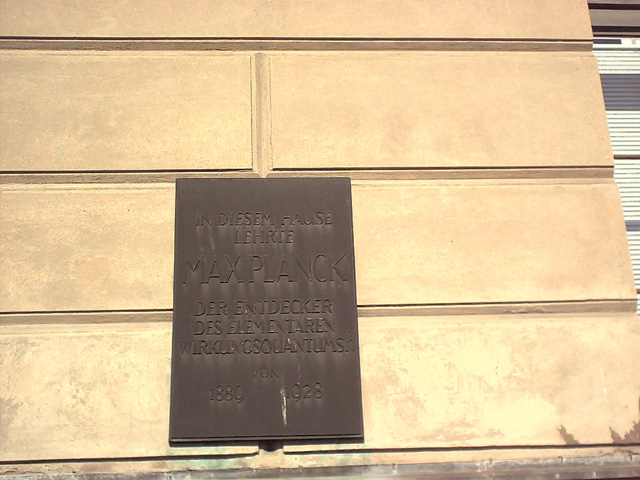 IN DIESEM HAUSE
LEHRTE
MAX PLANCK
DER ENTDECKER
DES ELEMENTAREN
WIRKUNGSQUANTUMS h
VON
1889 1928